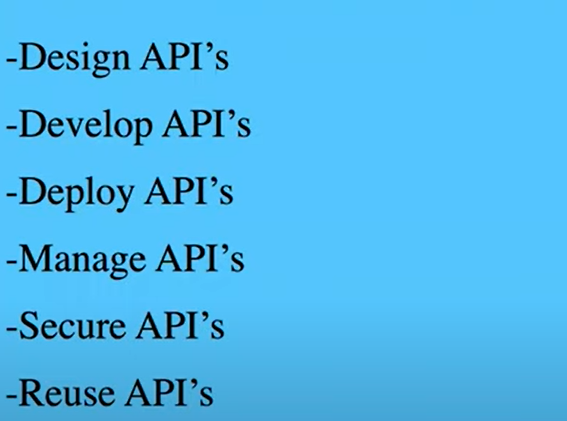 -Design API’s
-Develop API’s
-Deploy API’s
-Manage API’s
-Secure API’s
-Reuse API’s